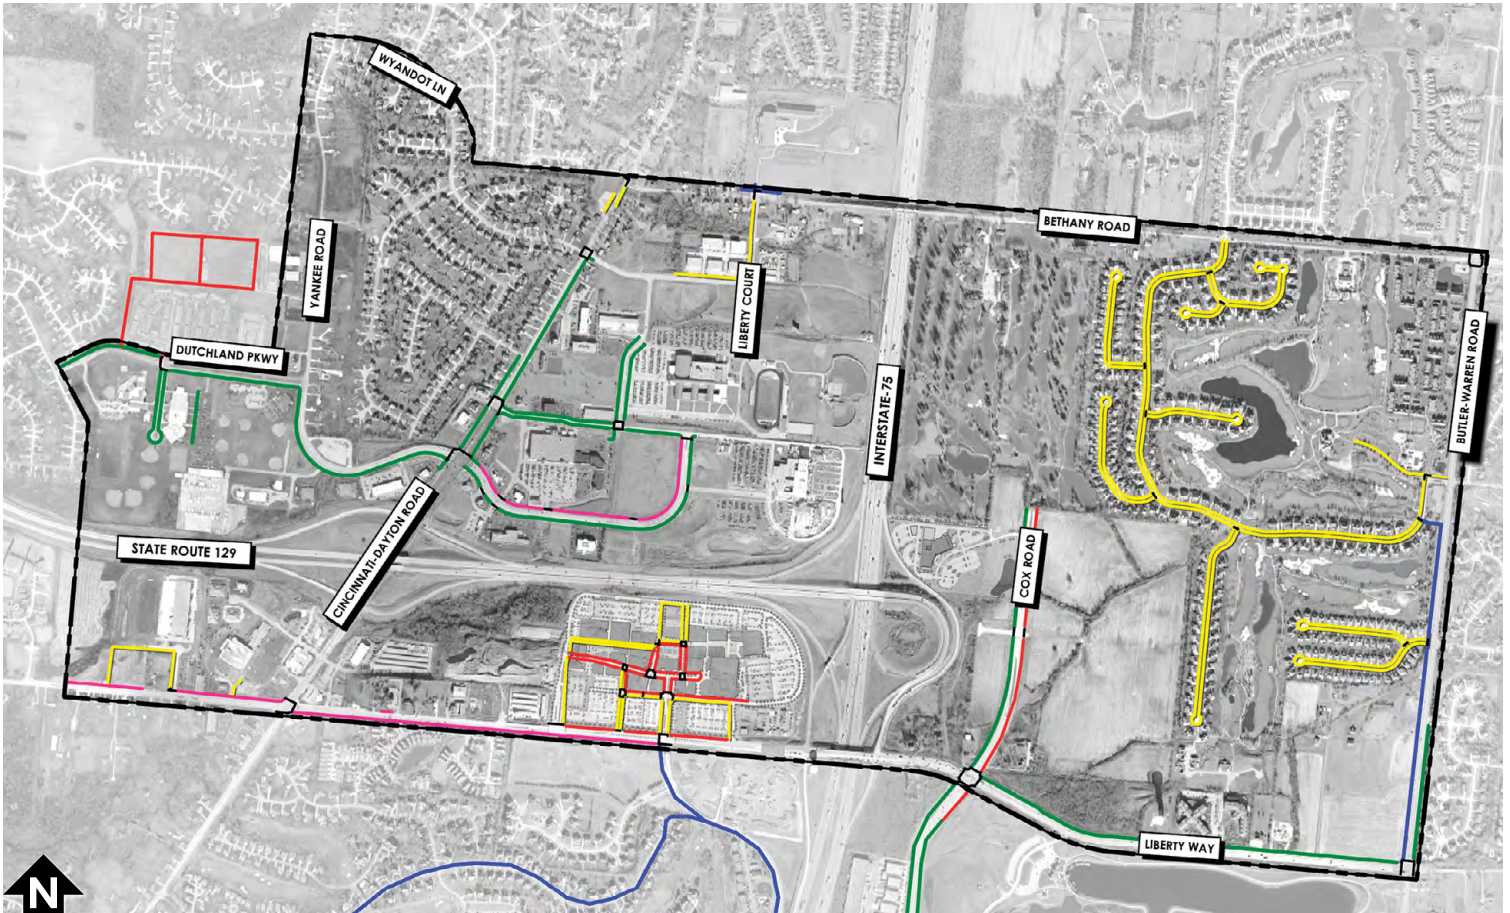 WYANDOT LN
YANKEE ROAD
BETHANY ROAD
LIBERTY COURT
DUTCHLAND PKWY
INTERSTATE-75
BUTLER-WARREN ROAD
CINCINNATI-DAYTON ROAD
STATE ROUTE 129
COX ROAD
LIBERTY WAY
N